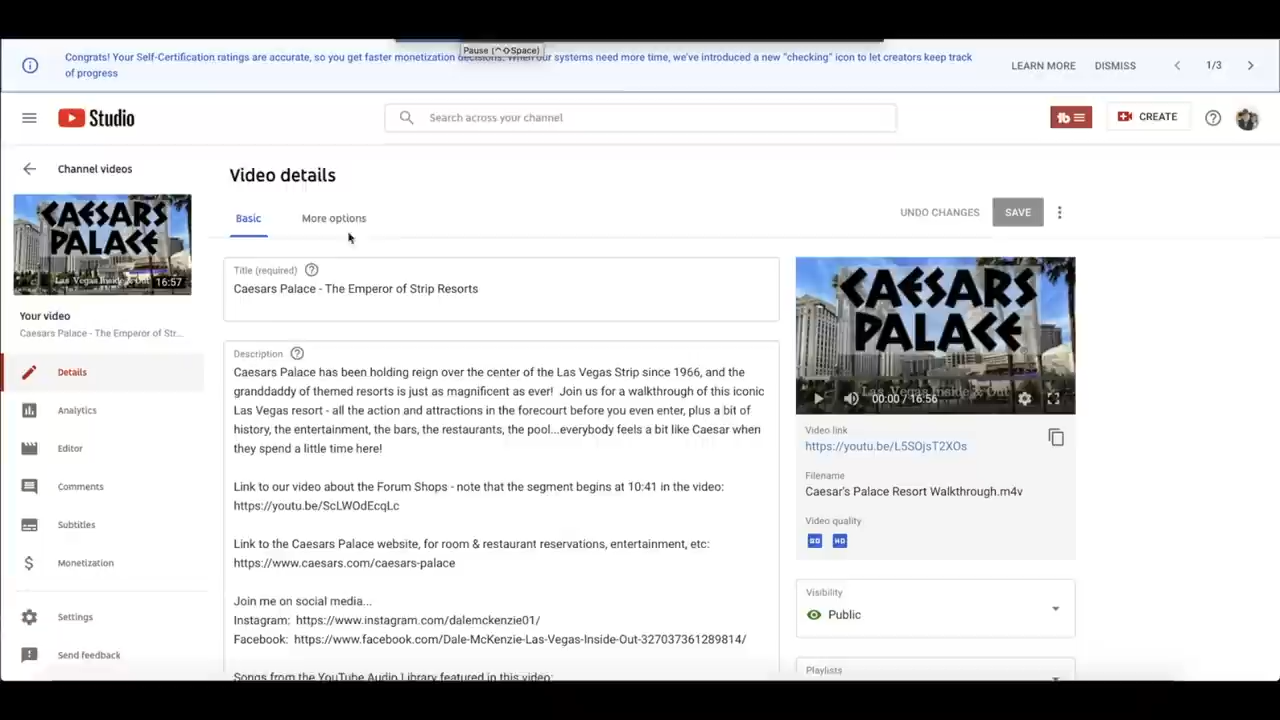 Pause (^⇧Space)
Congrats! Your Self-Certification ratings are accurate, so you get faster monetization decisions. When our systems need more time, we've introduced a new "checking" icon to let creators keep track
of progress
LEARN MORE
DISMISS
1/3
Studio
Search across your channel
tb
CREATE
Channel videos
Video details
CAESARS
PALACE
Las Vegas Inside & Out
16:57
Basic
More options
UNDO CHANGES
SAVE
Your video
Caesars Palace - The Emperor of Str...
Details
Analytics
Editor
Comments
Subtitles
Monetization
Settings
Send feedback
Title (required)
Caesars Palace - The Emperor of Strip Resorts
Description
Caesars Palace has been holding reign over the center of the Las Vegas Strip since 1966, and the
granddaddy of themed resorts is just as magnificent as ever! Join us for a walkthrough of this iconic
Las Vegas resort - all the action and attractions in the forecourt before you even enter, plus a bit of
history, the entertainment, the bars, the restaurants, the pool...everybody feels a bit like Caesar when
they spend a little time here!
Link to our video about the Forum Shops - note that the segment begins at 10:41 in the video:
https://youtu.be/ScLWOdEcqLc
Link to the Caesars Palace website, for room & restaurant reservations, entertainment, etc:
https://www.caesars.com/caesars-palace
Join me on social media...
Instagram: https://www.instagram.com/dalemckenzie01/
Facebook: https://www.facebook.com/Dale-McKenzie-Las-Vegas-Inside-Out-327037361289814/
Songs from the YouTube Audio Library featured in this video:
CAESARS
PALACE
Las Vegas Inside & Out
00:00 / 16:56
Video link
https://youtu.be/L5SOjsT2XOs
Filename
Caesar's Palace Resort Walkthrough.m4v
Video quality
SD
HD
Visibility
Public
Playlists